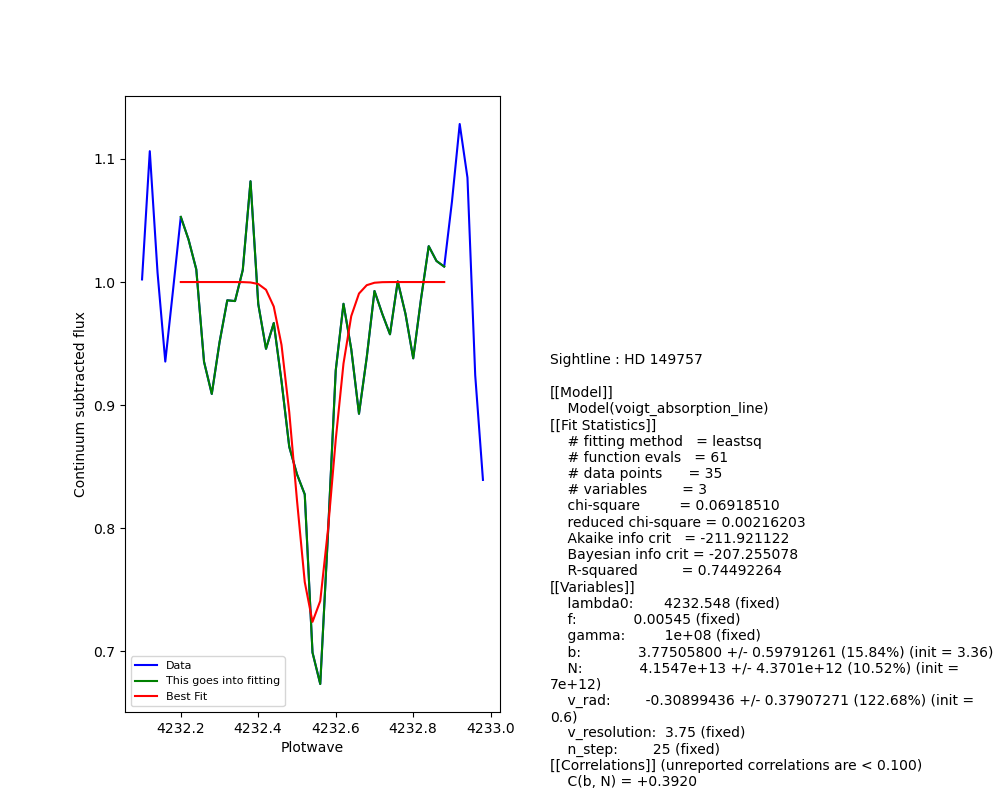 1.1
1.0
0.9
0.8
0.7
Continuum subtracted flux
Data
This goes into fitting
Best Fit
4232.2 4232.4 4232.6 4232.8 4233.0
Plotwave
Sightline : HD 149757
[[Model]]
Model(voigt_absorption_line)
[[Fit Statistics]]
# fitting method = leastsq
# function evals = 61
# data points = 35
# variables = 3
chi-square = 0.06918510
reduced chi-square = 0.00216203
Akaike info crit = -211.921122
Bayesian info crit = -207.255078
R-squared = 0.74492264
[[Variables]]
lambda0: 4232.548 (fixed)
f: 0.00545 (fixed)
gamma: 1e+08 (fixed)
b: 3.77505800 +/- 0.59791261 (15.84%) (init = 3.36)
N: 4.1547e+13 +/- 4.3701e+12 (10.52%) (init =
7e+12)
v_rad: -0.30899436 +/- 0.37907271 (122.68%) (init =
0.6)
v_resolution: 3.75 (fixed)
n_step: 25 (fixed)
[[Correlations]] (unreported correlations are < 0.100)
C(b, N) = +0.3920